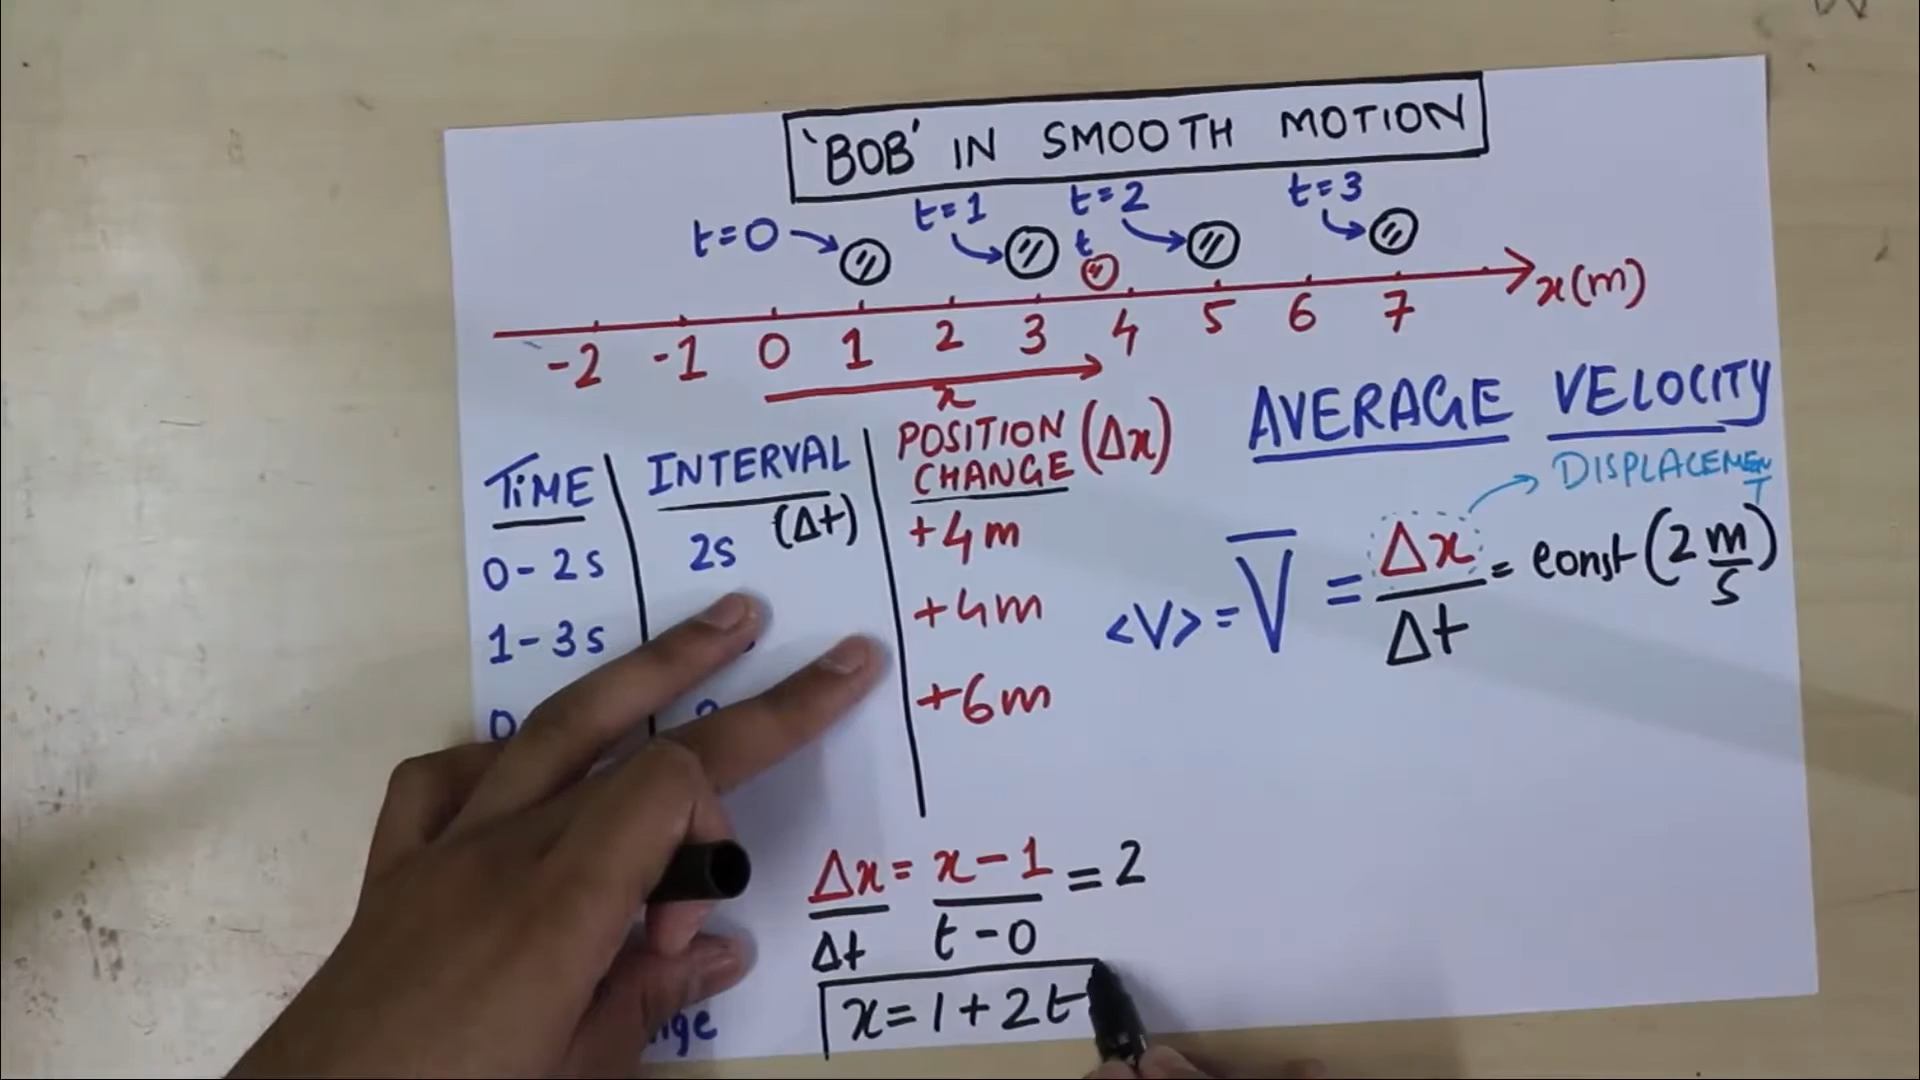 'BOB' IN SMOOTH MOTION
t=0 t=1 t=2 t=3
t
-2 -1 0 1 2 3 4 5 6 7 x(m)
x
AVERAGE VELOCITY
TIME INTERVAL (Δt) POSITION CHANGE (Δx)
0-2s 2s +4m
1-3s +4m
+6m
DISPLACEMENT
<V> = V̅ = Δx/Δt = const (2 m/s)
Δx/Δt = x-1/t-0 = 2
x=1+2t